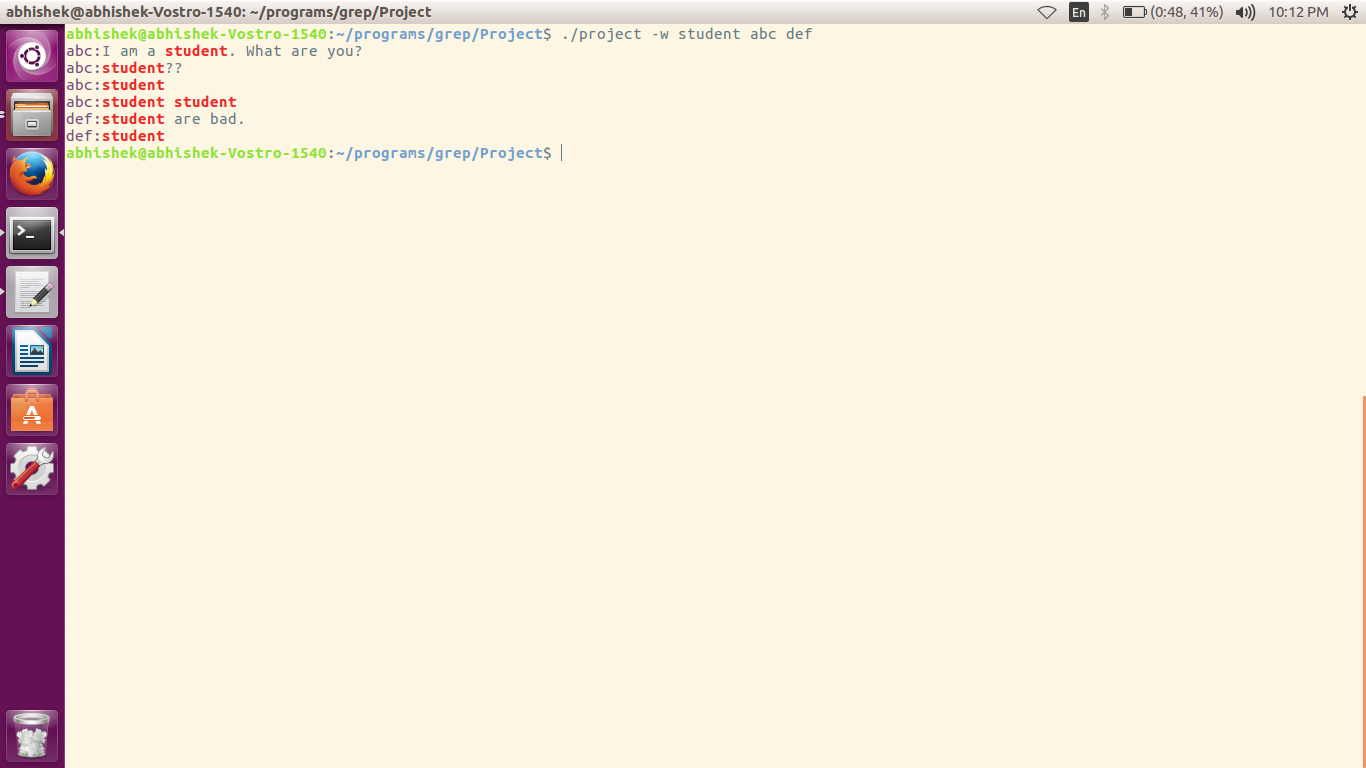 abhishek@abhishek-Vostro-1540: ~/programs/grep/Project En (0:48, 41%) 10:12 PM
abhishek@abhishek-Vostro-1540:~/programs/grep/Project$ ./project -w student abc def
abc:I am a student. What are you?
abc:student??
abc:student
abc:student student
def:student are bad.
def:student
abhishek@abhishek-Vostro-1540:~/programs/grep/Project$